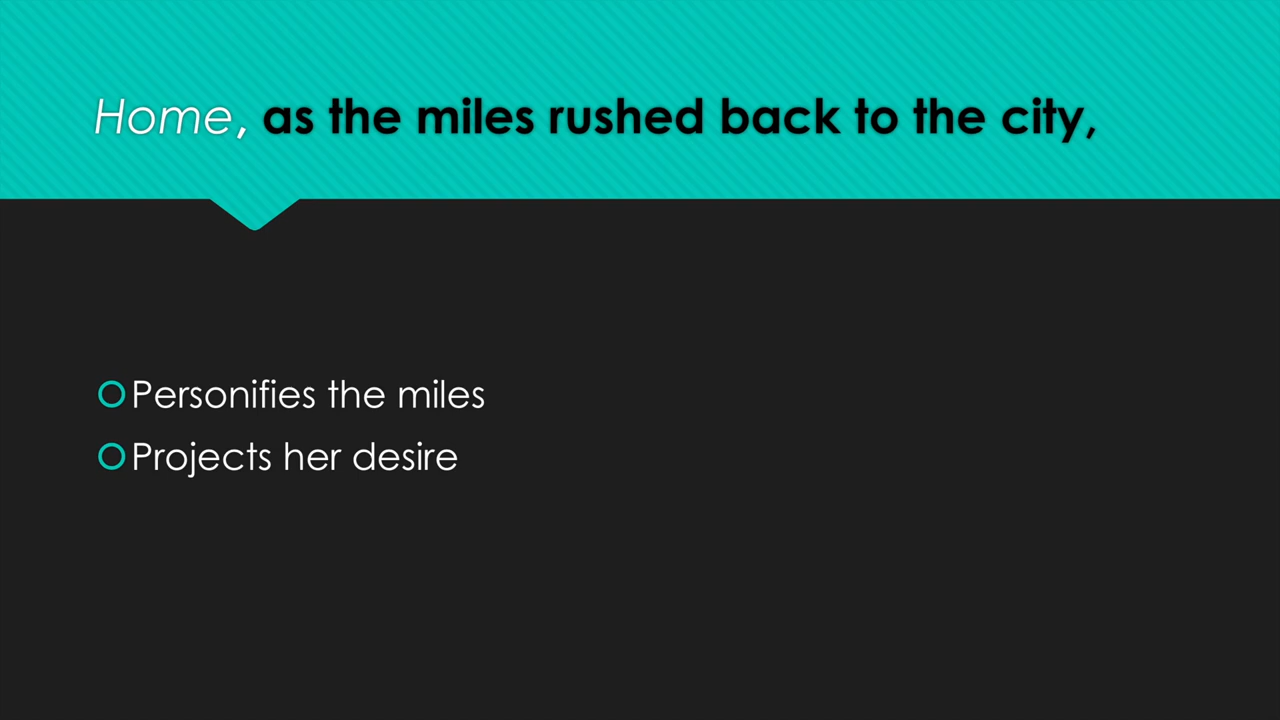 Home, as the miles rushed back to the city,
Personifies the miles
Projects her desire